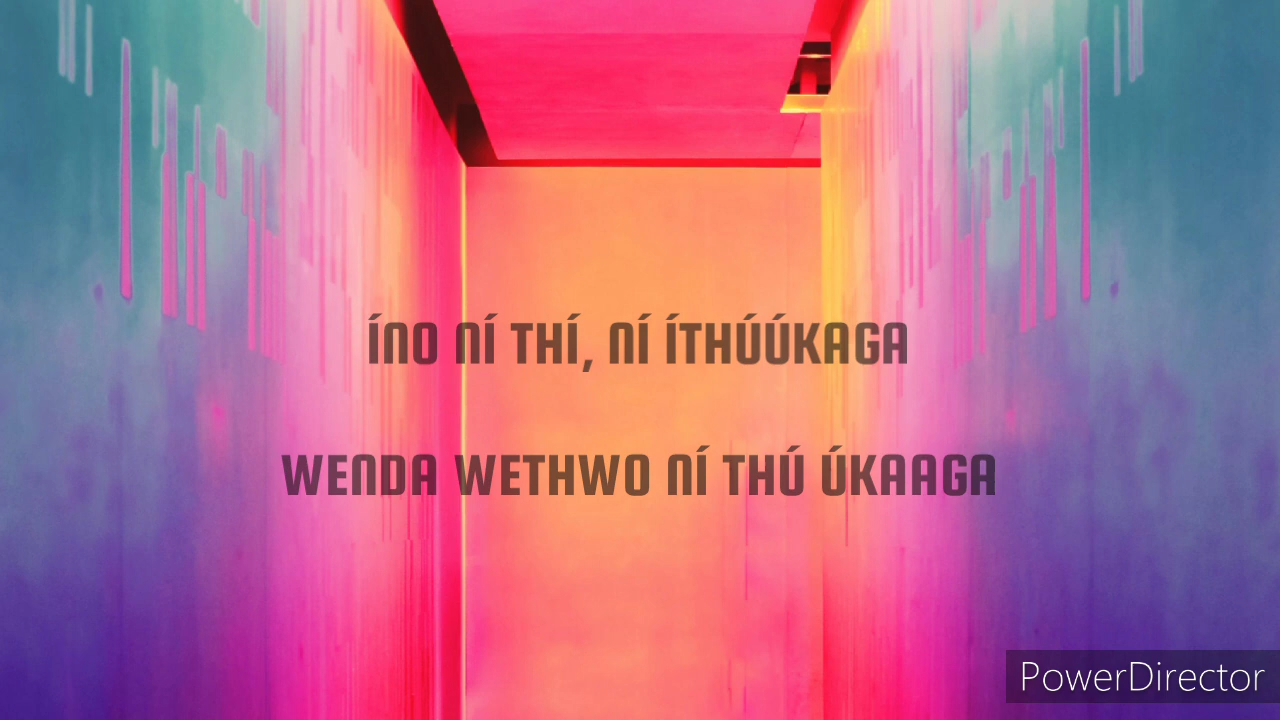 ÍNO NÍ THÍ, NÍ ÍTHÚÚKAGA
WENDA WETHWO NÍ THÚ ÚKAAGA
PowerDirector